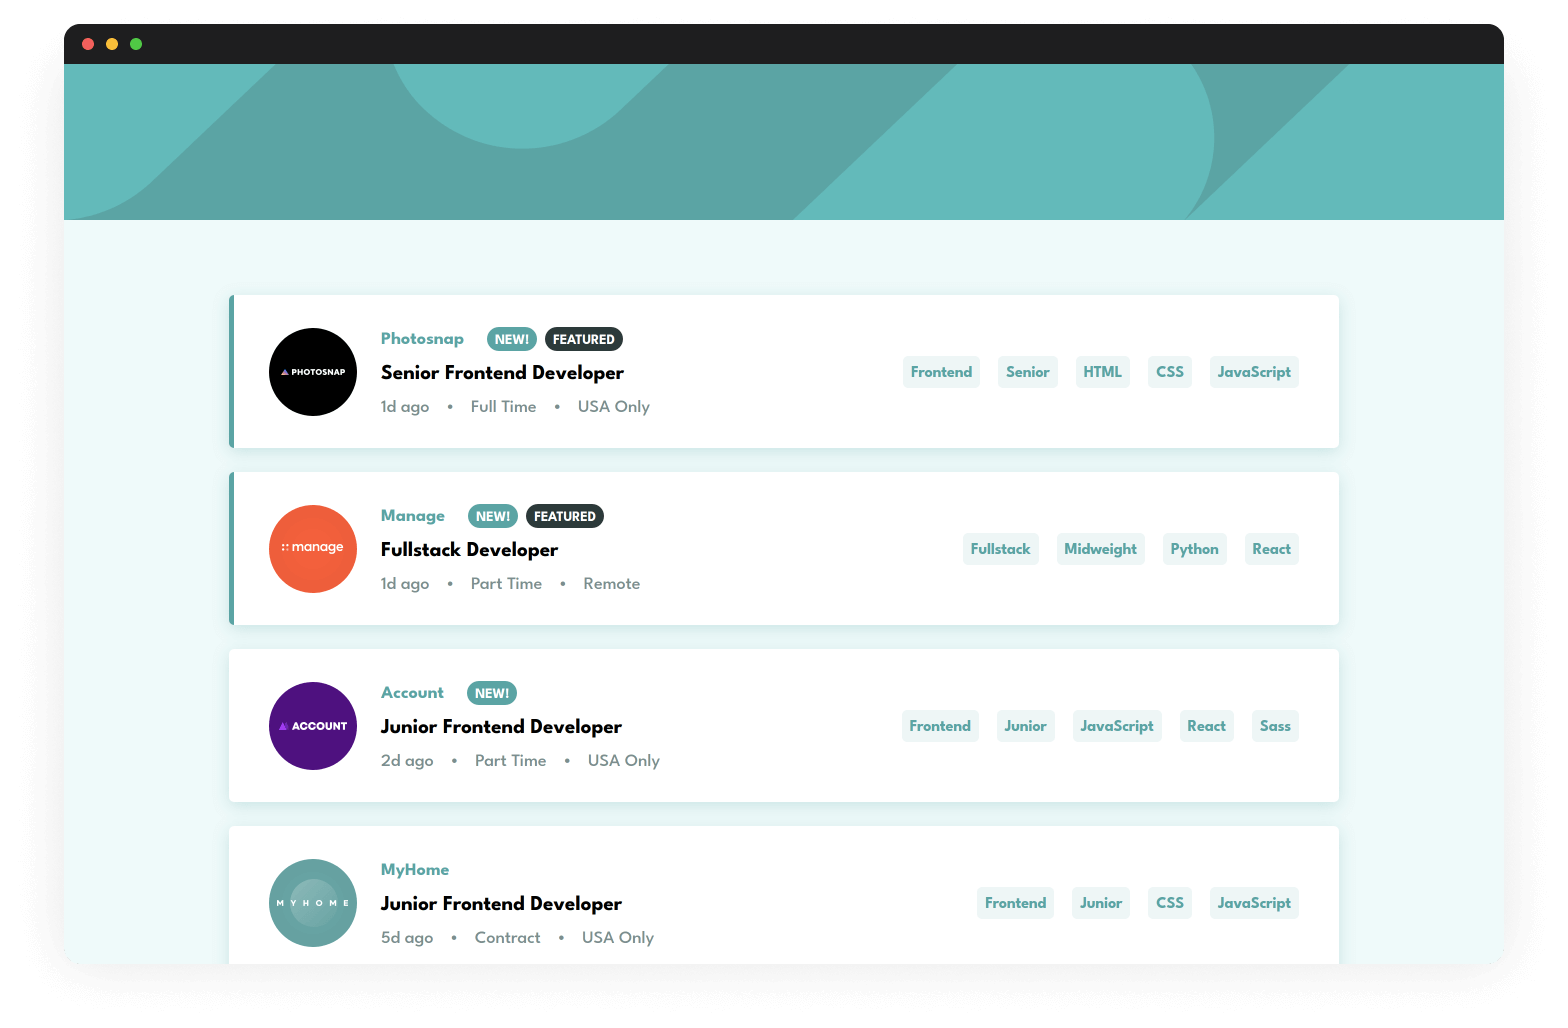 PHOTOSNAP
Photosnap NEW! FEATURED
Senior Frontend Developer
1d ago • Full Time • USA Only
Frontend Senior HTML CSS JavaScript
manage
Manage NEW! FEATURED
Fullstack Developer
1d ago • Part Time • Remote
Fullstack Midweight Python React
ACCOUNT
Account NEW!
Junior Frontend Developer
2d ago • Part Time • USA Only
Frontend Junior JavaScript React Sass
MYHOME
MyHome
Junior Frontend Developer
5d ago • Contract • USA Only
Frontend Junior CSS JavaScript